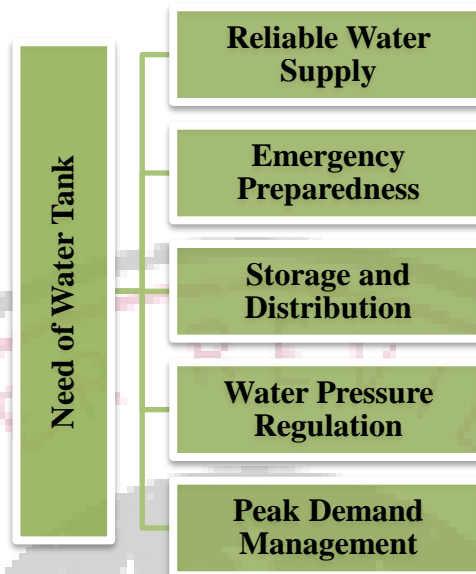 Need of Water Tank
Reliable Water
Supply
Emergency
Preparedness
Storage and
Distribution
Water Pressure
Regulation
Peak Demand
Management